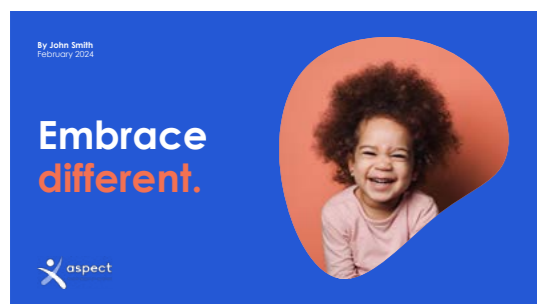 By John Smith
February 2024
Embrace
different.
aspect